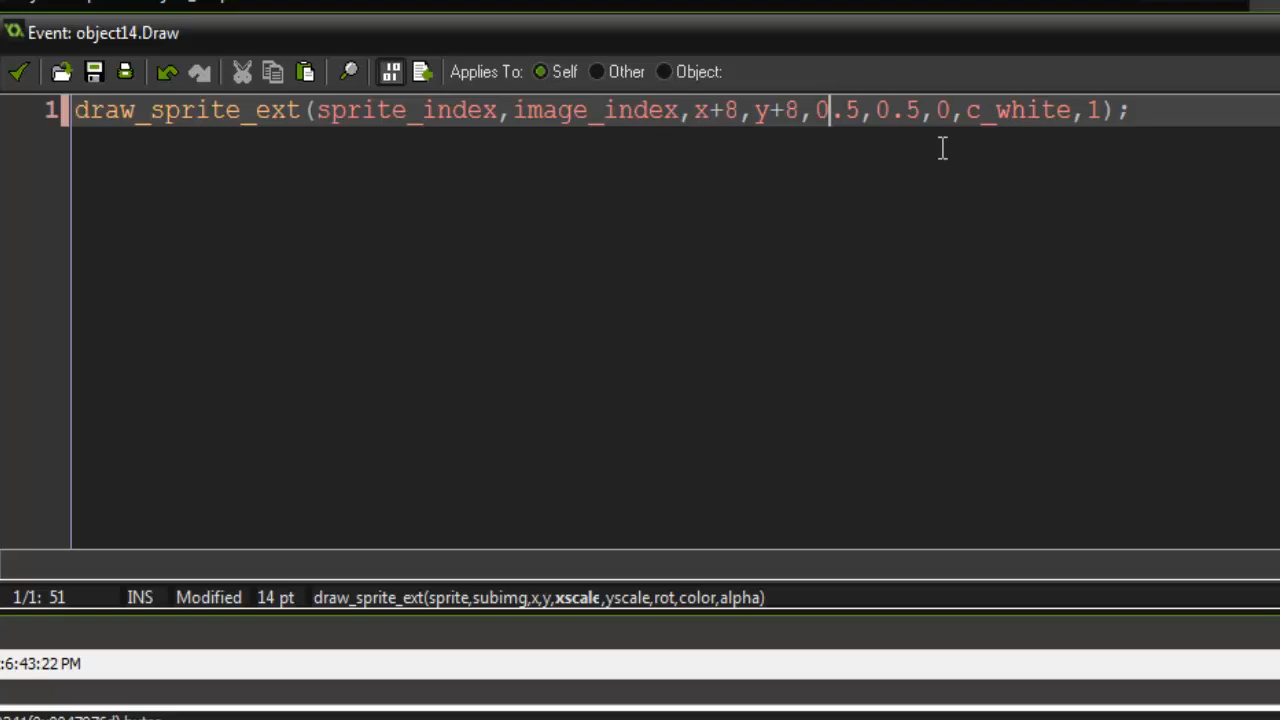 Event: object14.Draw
Applies To: Self Other Object:
1 draw_sprite_ext(sprite_index,image_index,x+8,y+8,0.5,0.5,0,c_white,1);
1/1: 51 INS Modified 14 pt draw_sprite_ext(sprite,subimg,x,y,xscale,yscale,rot,color,alpha)
:6:43:22 PM